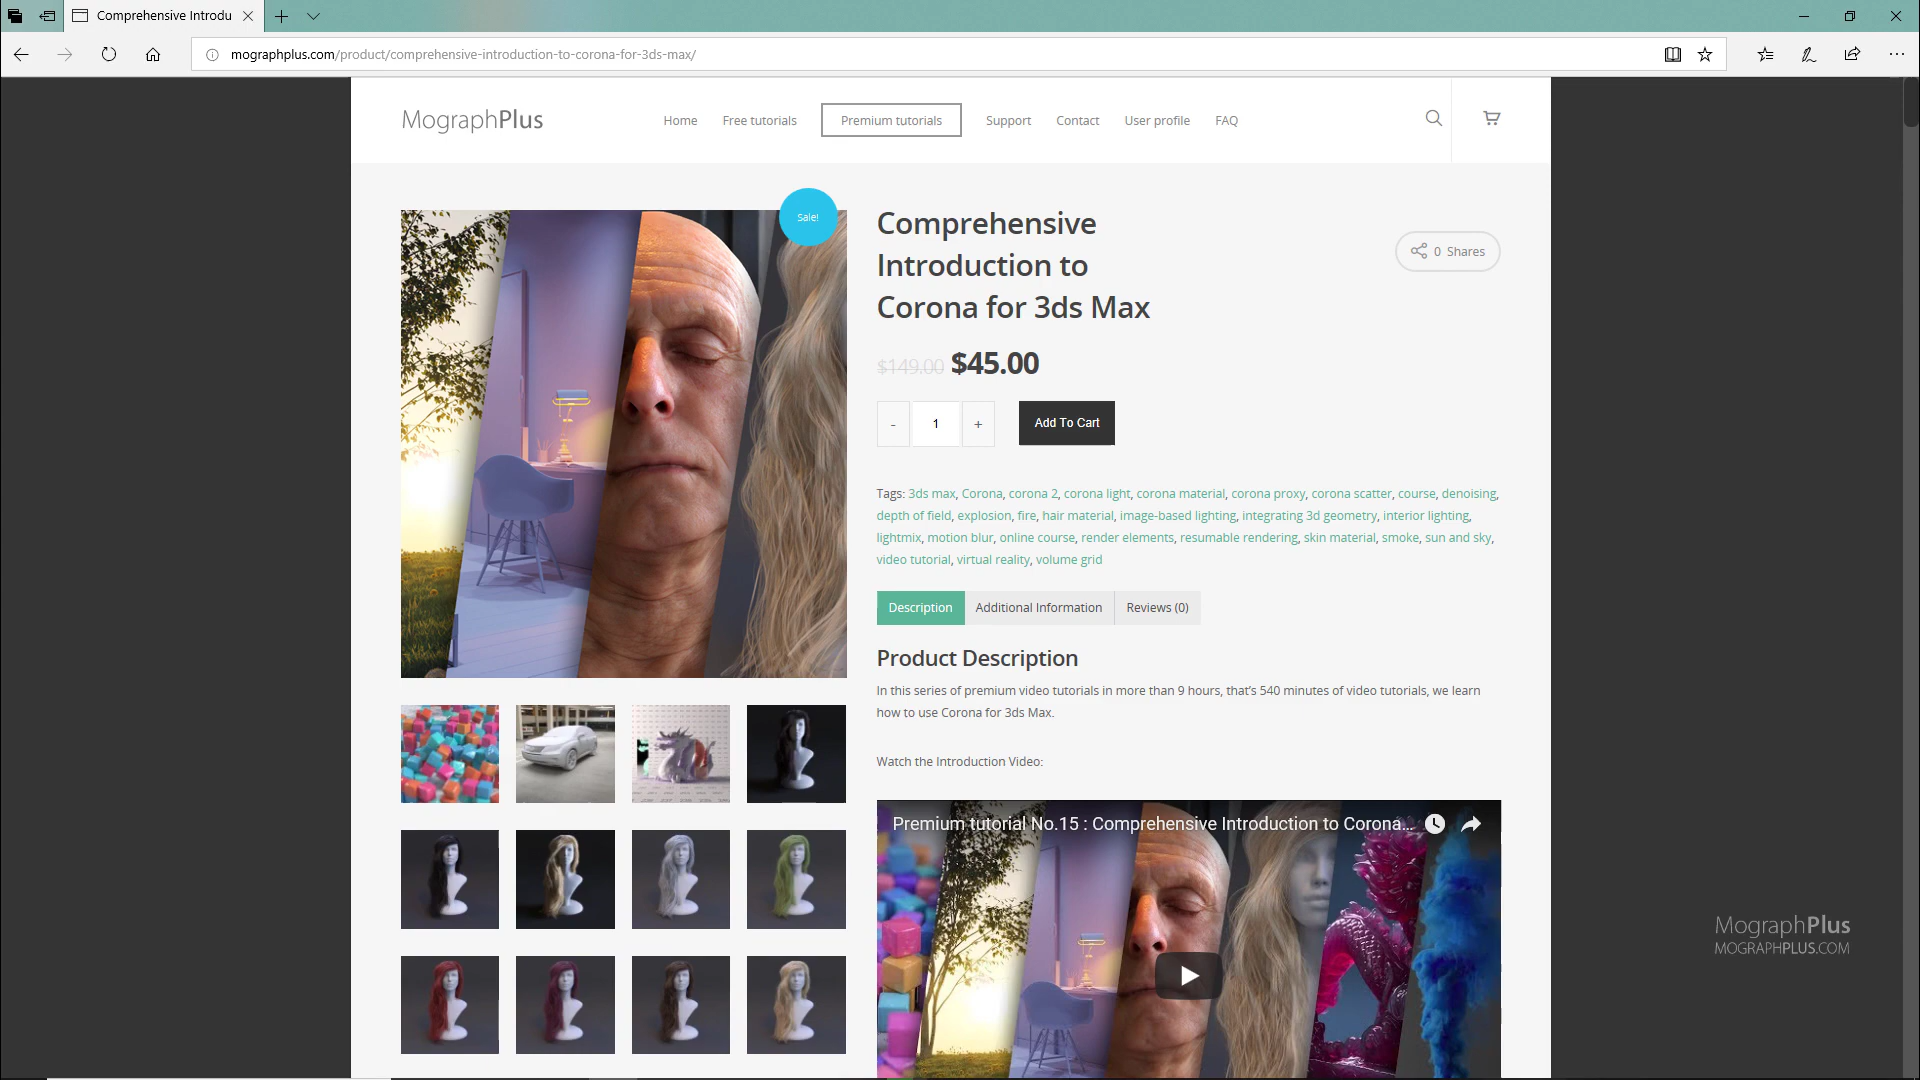 Comprehensive Introdu
mographplus.com/product/comprehensive-introduction-to-corona-for-3ds-max/
MographPlus
Home
Free tutorials
Premium tutorials
Support
Contact
User profile
FAQ
Sale!
Comprehensive
Introduction to
Corona for 3ds Max
0 Shares
$149.00 $45.00
- 1 +
Add To Cart
Tags: 3ds max, Corona, corona 2, corona light, corona material, corona proxy, corona scatter, course, denoising,
depth of field, explosion, fire, hair material, image-based lighting, integrating 3d geometry, interior lighting,
lightmix, motion blur, online course, render elements, resumable rendering, skin material, smoke, sun and sky,
video tutorial, virtual reality, volume grid
Description
Additional Information
Reviews (0)
Product Description
In this series of premium video tutorials in more than 9 hours, that's 540 minutes of video tutorials, we learn
how to use Corona for 3ds Max.
Watch the Introduction Video:
Premium tutorial No.15 : Comprehensive Introduction to Corona...
MographPlus
MOGRAPHPLUS.COM